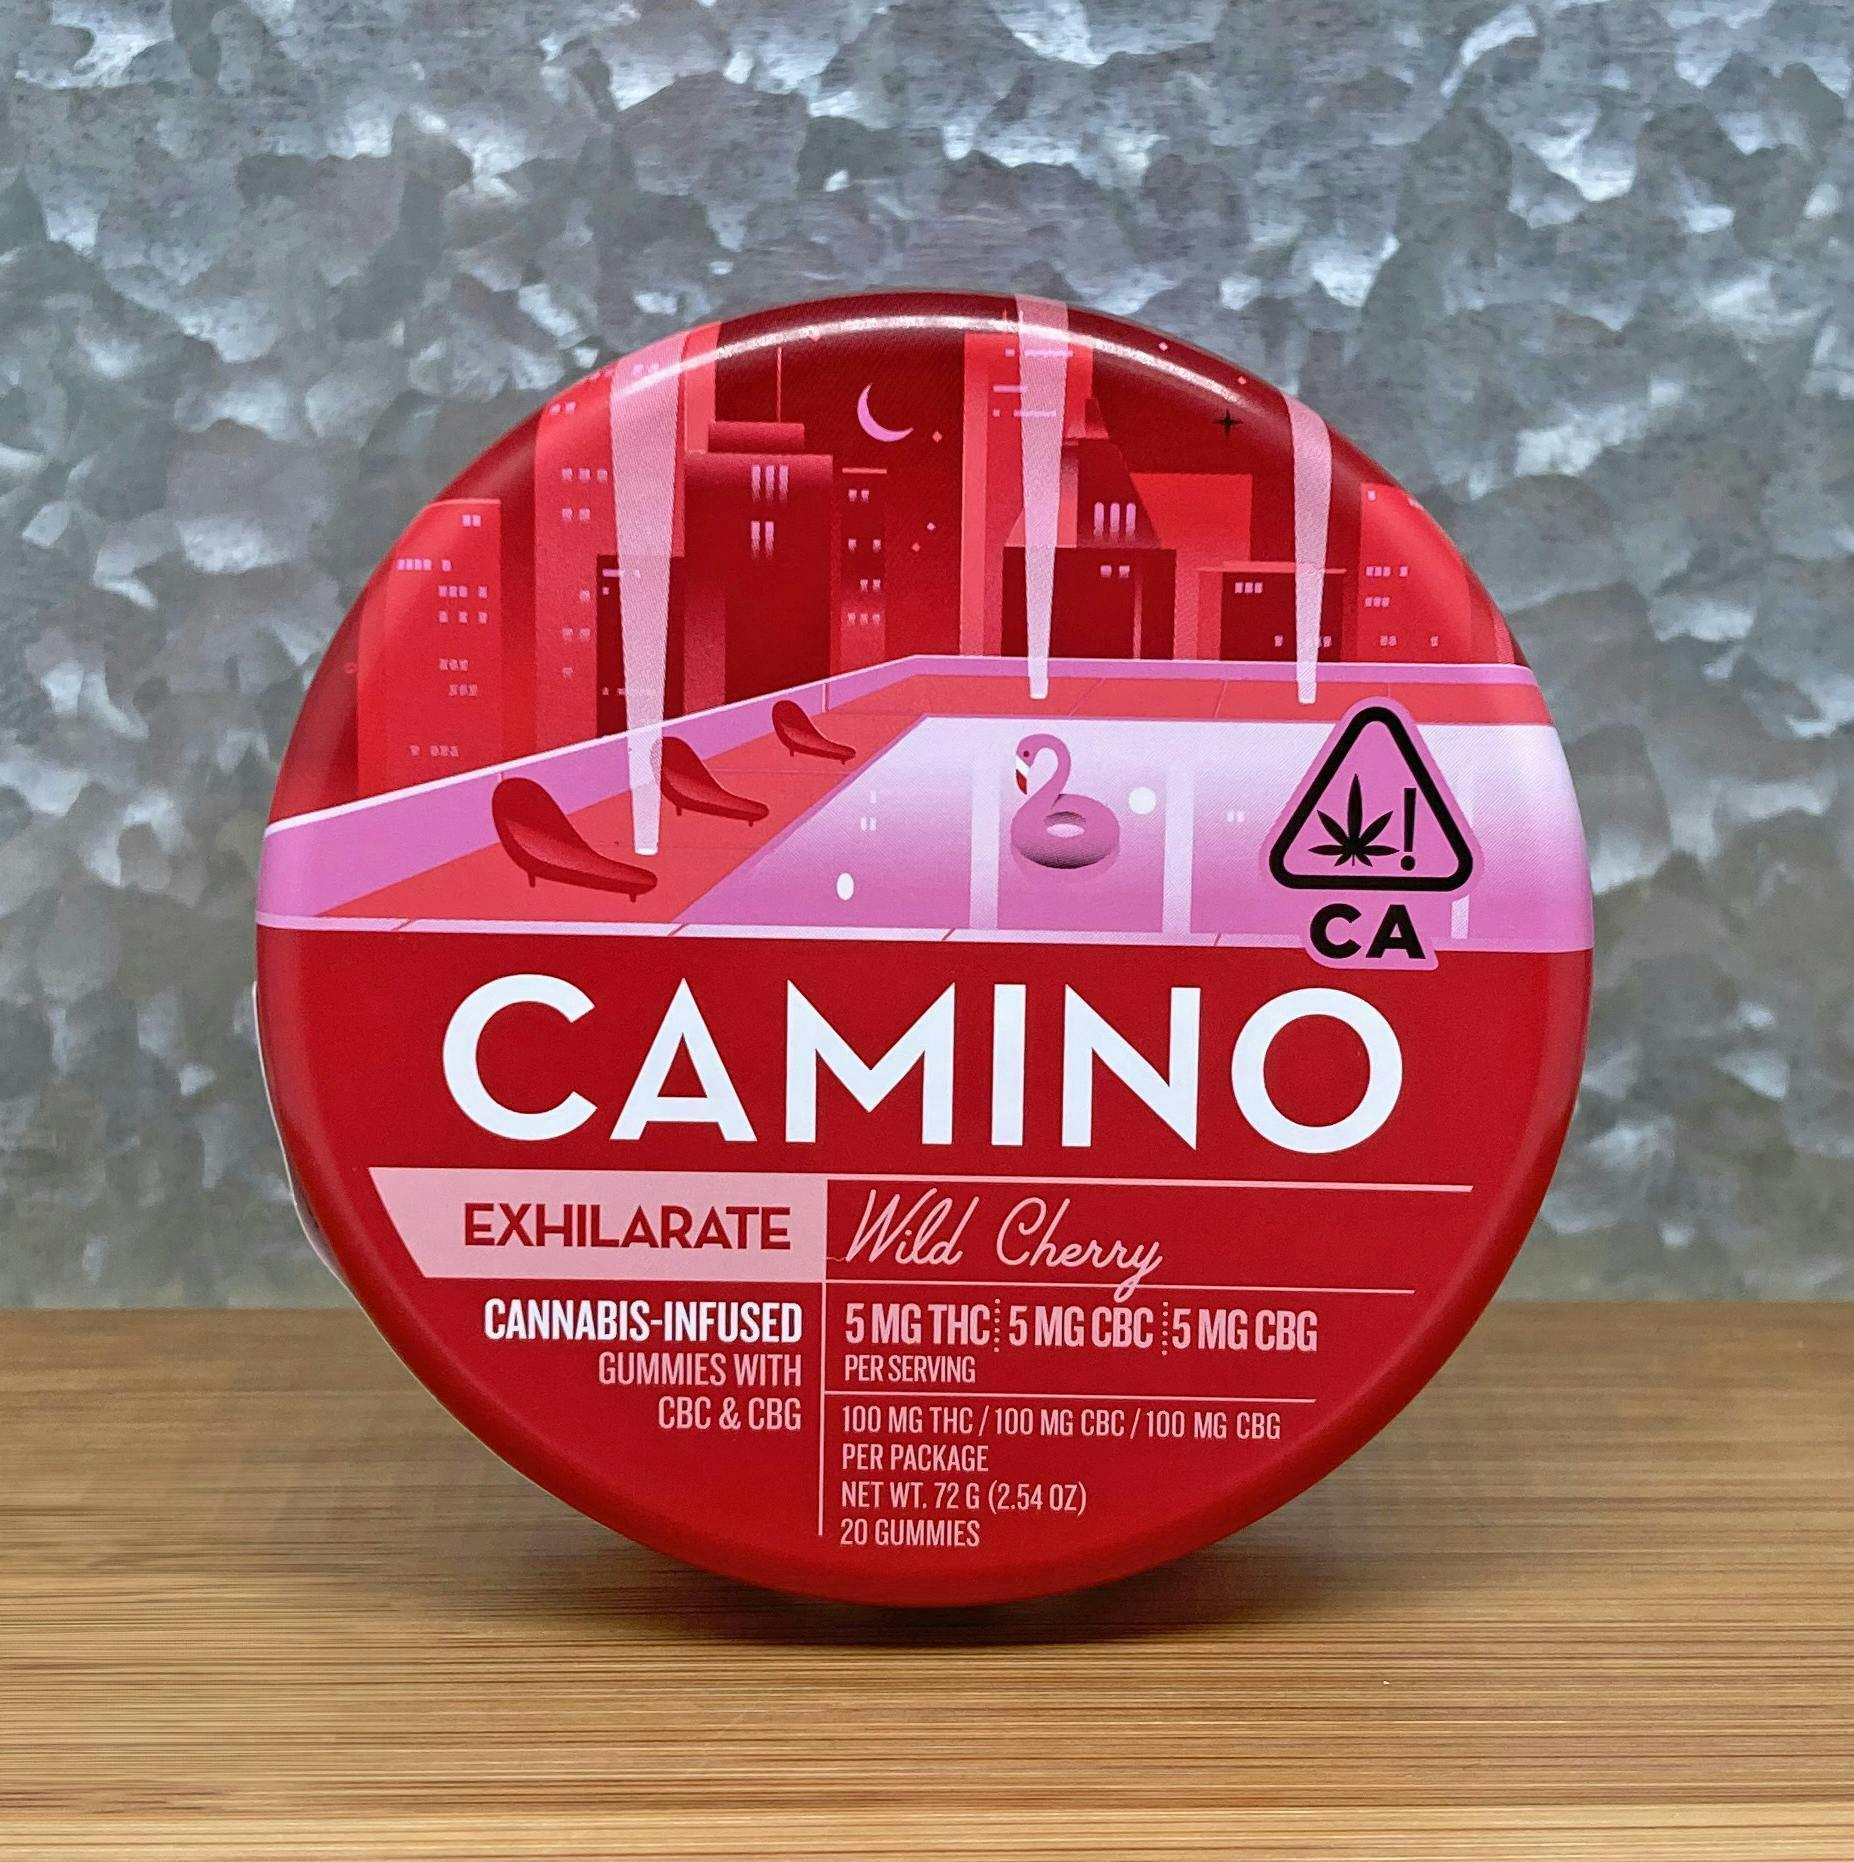 CA
CAMINO
EXHILARATE
Wild Cherry
CANNABIS-INFUSED
GUMMIES WITH
CBC & CBG
5 MG THC 5 MG CBC 5 MG CBG
PER SERVING
100 MG THC / 100 MG CBC / 100 MG CBG
PER PACKAGE
NET WT. 72 G (2.54 OZ)
20 GUMMIES